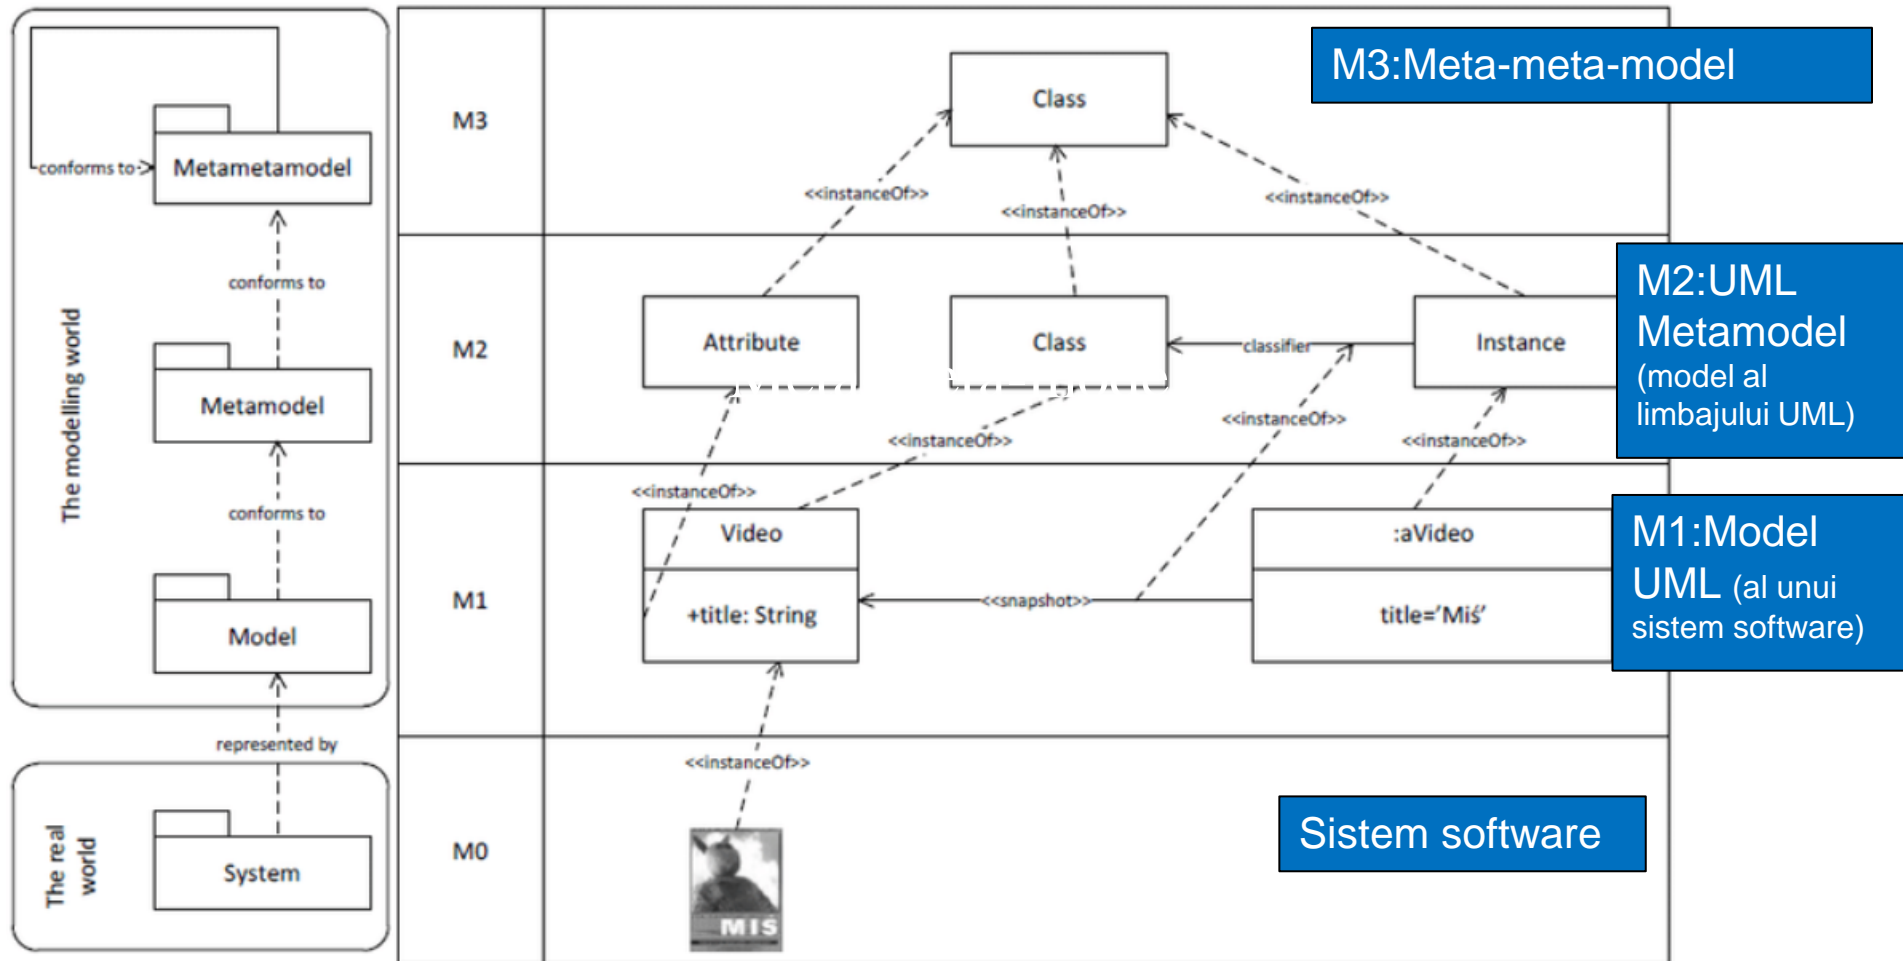 The modelling world
Metametamodel
conforms to
conforms to
Metamodel
conforms to
Model
represented by
The real
world
System
M3
Class
M3:Meta-meta-model
<<instanceOf>>
<<instanceOf>>
<<instanceOf>>
M2
Attribute
Class
classifier
Instance
M2:UML
Metamodel
(model al
limbajului UML)
<<instanceOf>>
<<instanceOf>>
<<instanceOf>>
<<instanceOf>>
M1
Video
+title: String
<<snapshot>>
:aVideo
title='Miś'
M1:Model
UML (al unui
sistem software)
<<instanceOf>>
M0
MIS
Sistem software